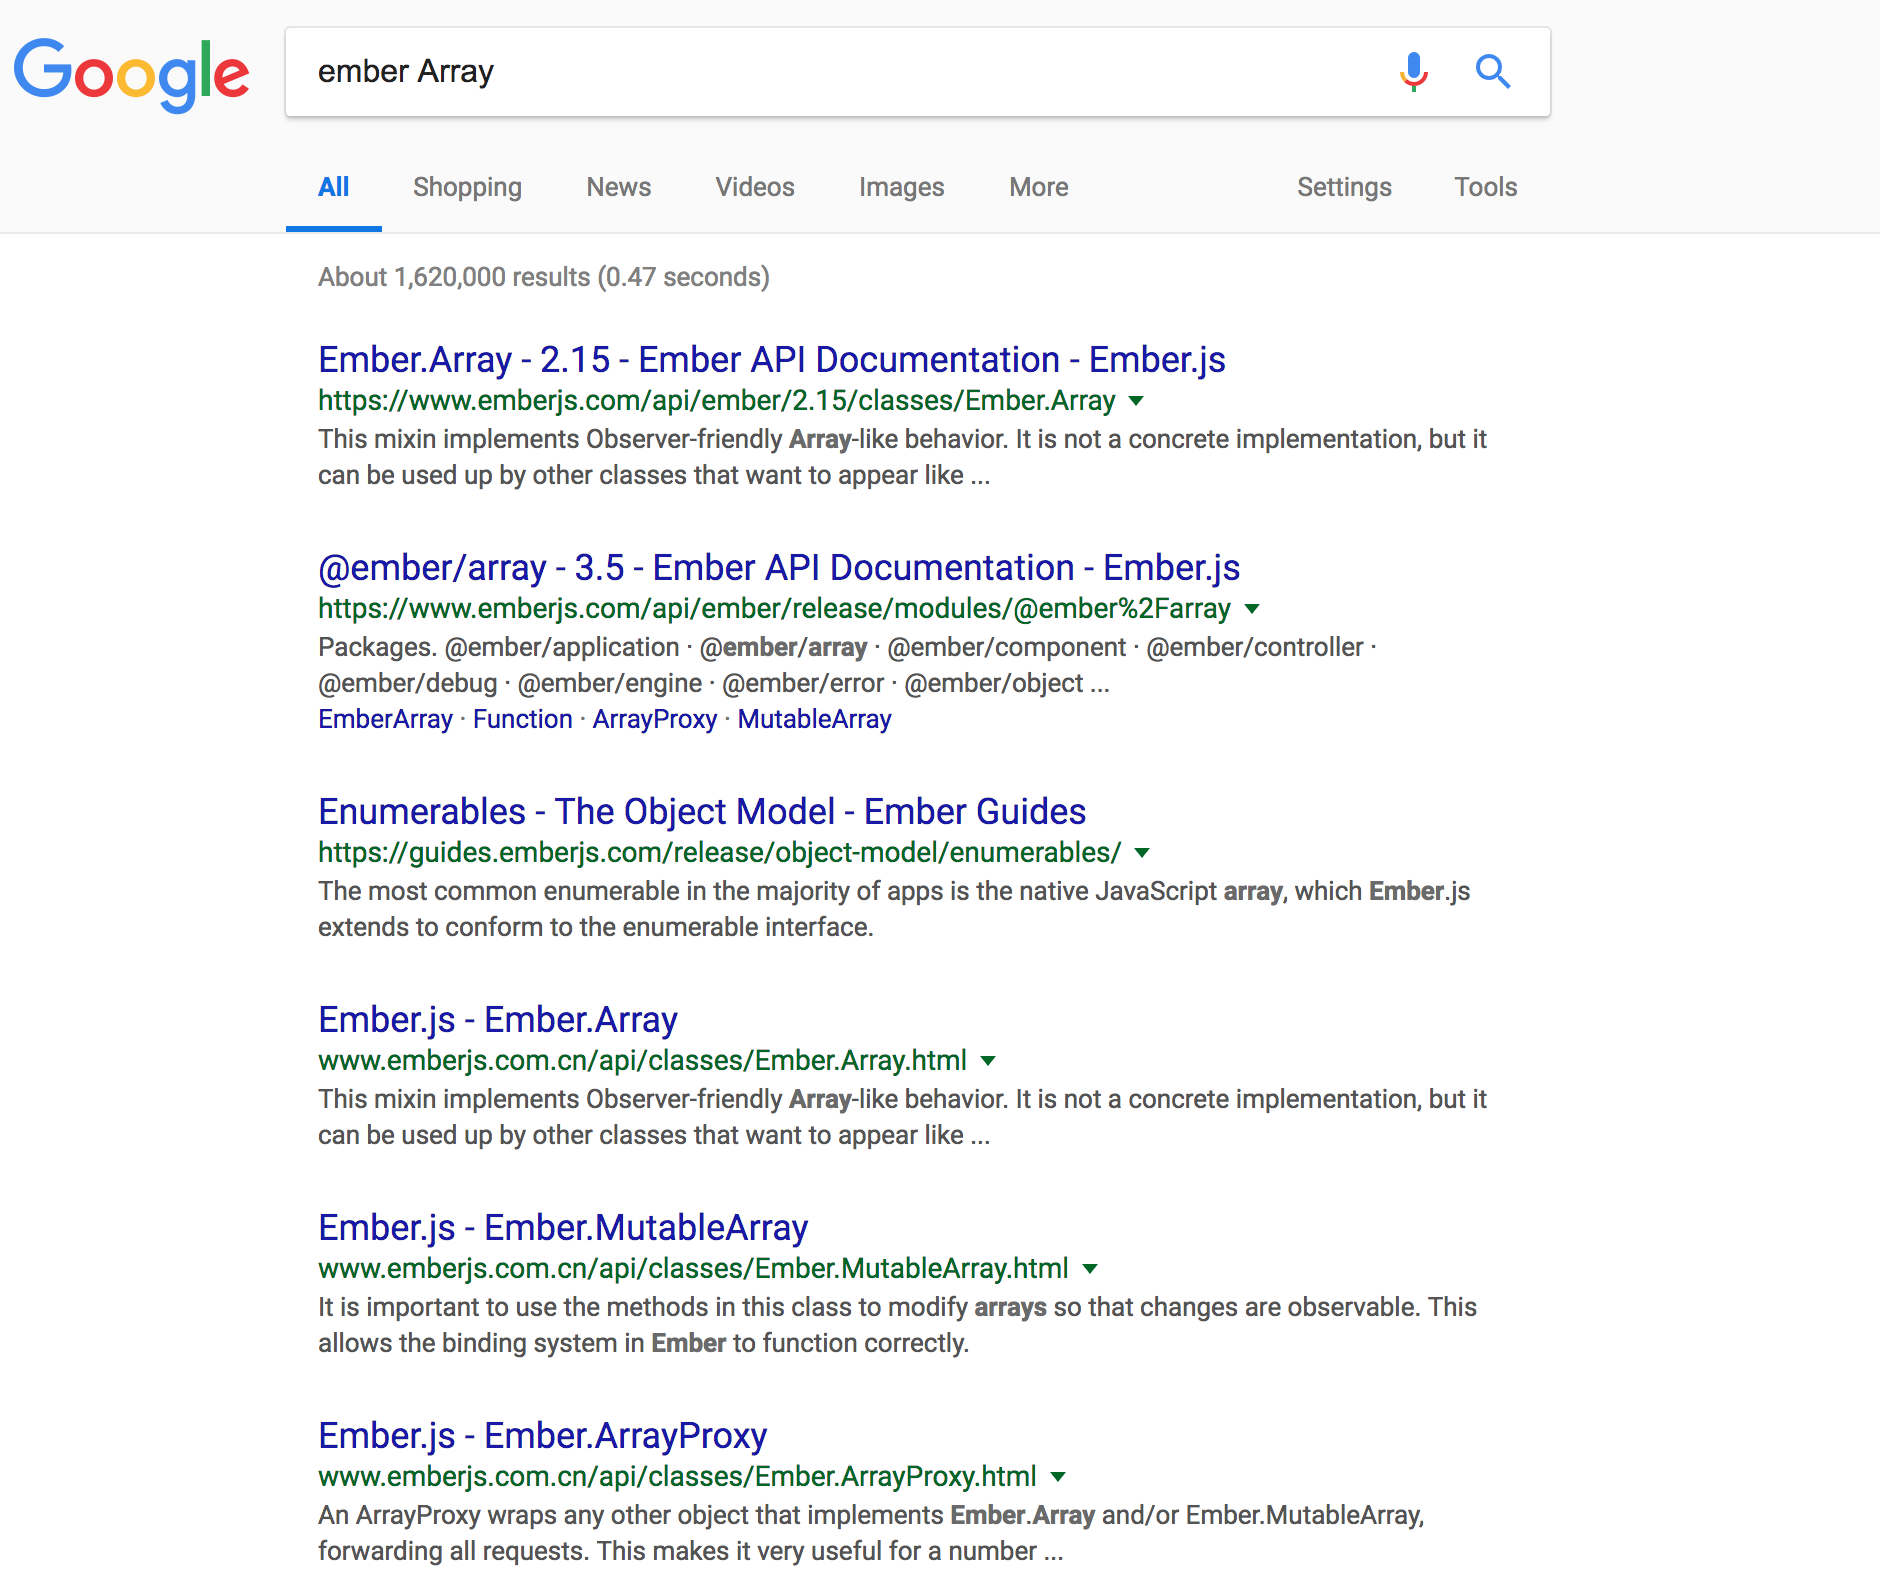 Google
ember Array
All Shopping News Videos Images More Settings Tools
About 1,620,000 results (0.47 seconds)
Ember.Array - 2.15 - Ember API Documentation - Ember.js
https://www.emberjs.com/api/ember/2.15/classes/Ember.Array
This mixin implements Observer-friendly Array-like behavior. It is not a concrete implementation, but it
can be used up by other classes that want to appear like ...
@ember/array - 3.5 - Ember API Documentation - Ember.js
https://www.emberjs.com/api/ember/release/modules/@ember%2Farray
Packages. @ember/application · @ember/array · @ember/component · @ember/controller ·
@ember/debug · @ember/engine · @ember/error · @ember/object ...
EmberArray · Function · ArrayProxy · MutableArray
Enumerables - The Object Model - Ember Guides
https://guides.emberjs.com/release/object-model/enumerables/
The most common enumerable in the majority of apps is the native JavaScript array, which Ember.js
extends to conform to the enumerable interface.
Ember.js - Ember.Array
www.emberjs.com.cn/api/classes/Ember.Array.html
This mixin implements Observer-friendly Array-like behavior. It is not a concrete implementation, but it
can be used up by other classes that want to appear like ...
Ember.js - Ember.MutableArray
www.emberjs.com.cn/api/classes/Ember.MutableArray.html
It is important to use the methods in this class to modify arrays so that changes are observable. This
allows the binding system in Ember to function correctly.
Ember.js - Ember.ArrayProxy
www.emberjs.com.cn/api/classes/Ember.ArrayProxy.html
An ArrayProxy wraps any other object that implements Ember.Array and/or Ember.MutableArray,
forwarding all requests. This makes it very useful for a number ...